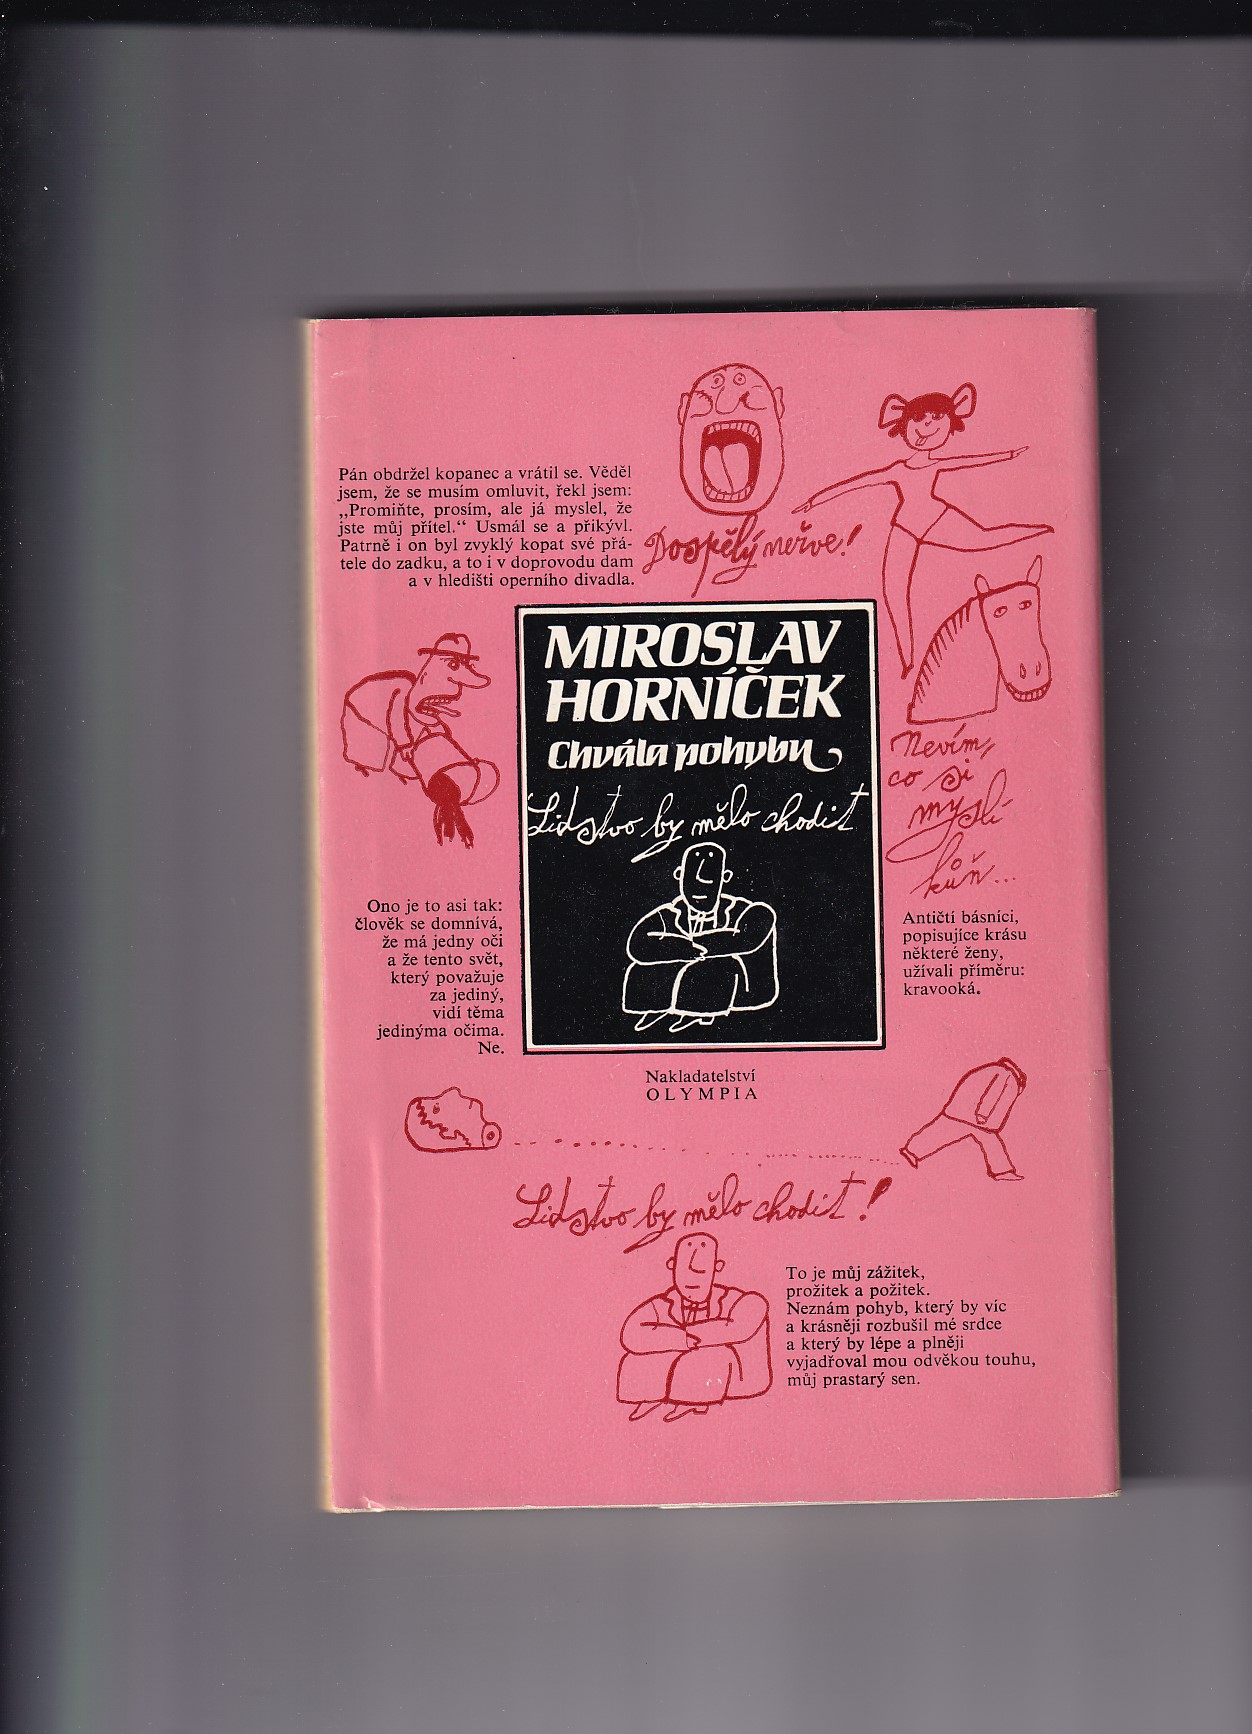 Pán obdržel kopanec a vrátil se. Věděl
jsem, že se musím omluvit, řekl jsem:
„Promiňte, prosím, ale já myslel, že
jste můj přítel.“ Usmál se a přikývl.
Patrně i on byl zvyklý kopat své přá-
tele do zadku, a to i v doprovodu dam
a v hledišti operního divadla.
Dospělý neřve!
MIROSLAV
HORNÍČEK
Chvála pohybu
Lidstvo by mělo chodit
Nevím,
co si
myslí
kůň...
Ono je to asi tak:
člověk se domnívá,
že má jedny oči
a že tento svět,
který považuje
za jediný,
vidí těma
jedinýma očima.
Ne.
Antičtí básníci,
popisujíce krásu
některé ženy,
užívali příměru:
kravooká.
Nakladatelství
OLYMPIA
Lidstvo by mělo chodit!
To je můj zážitek,
prožitek a požitek.
Neznám pohyb, který by víc
a krásněji rozbušil mé srdce
a který by lépe a plněji
vyjadřoval mou odvěkou touhu,
můj prastarý sen.